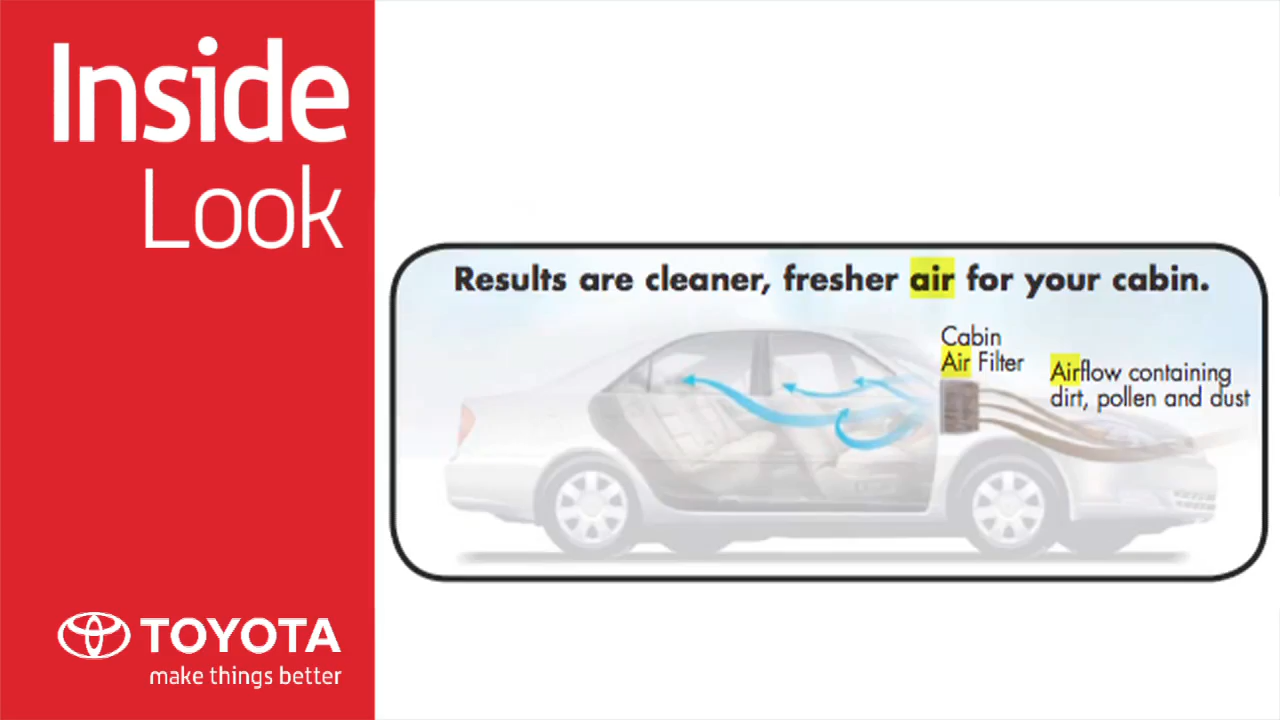 Inside
Look
Results are cleaner, fresher air for your cabin.
Cabin
Air Filter
Airflow containing
dirt, pollen and dust
TOYOTA
make things better